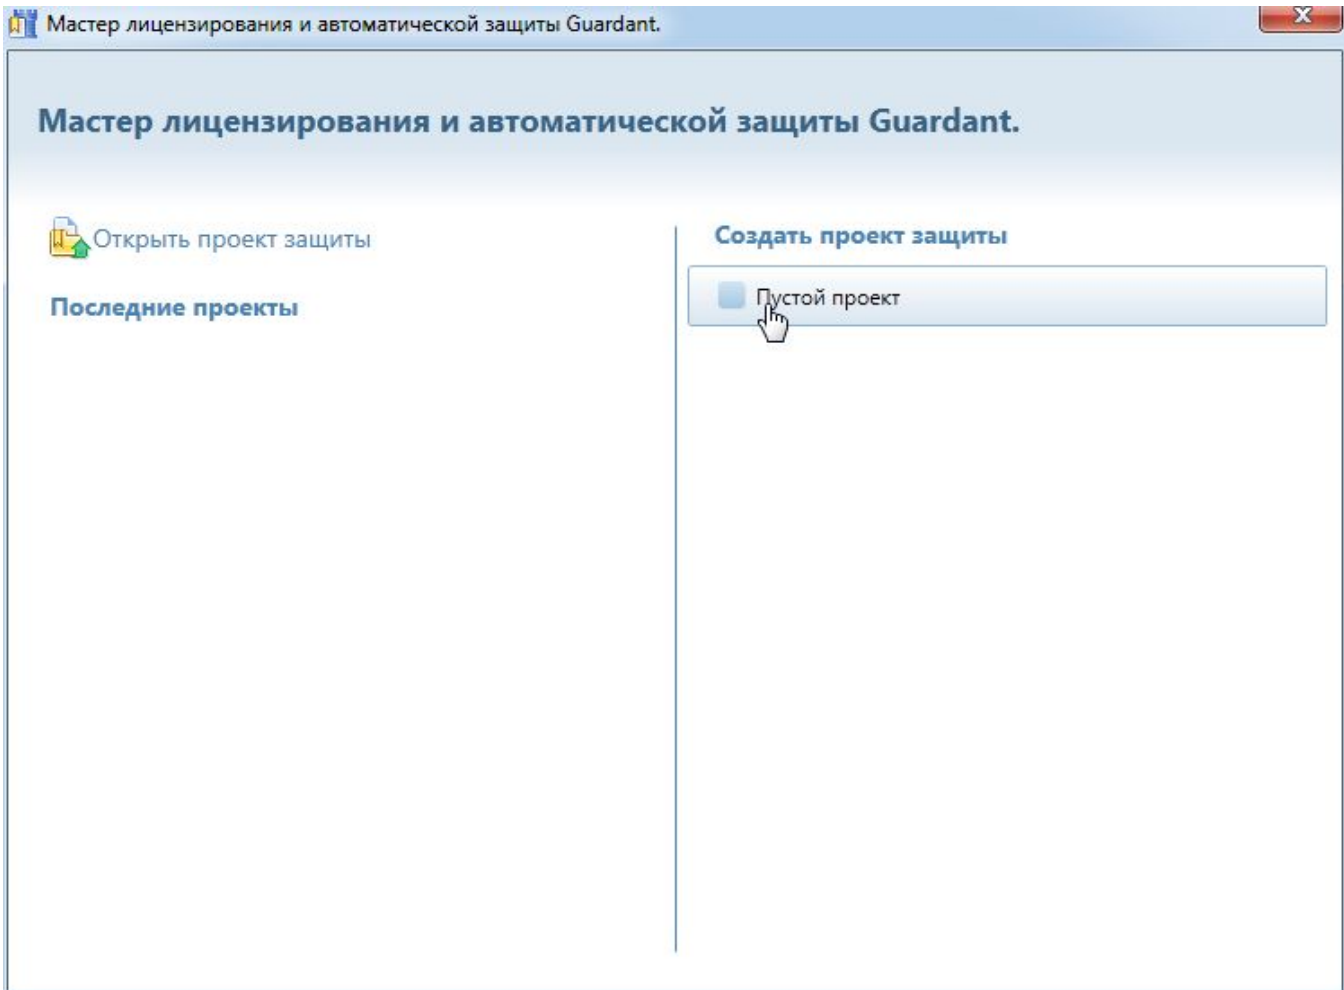 Мастер лицензирования и автоматической защиты Guardant.
Мастер лицензирования и автоматической защиты Guardant.
Открыть проект защиты
Последние проекты
Создать проект защиты
Пустой проект